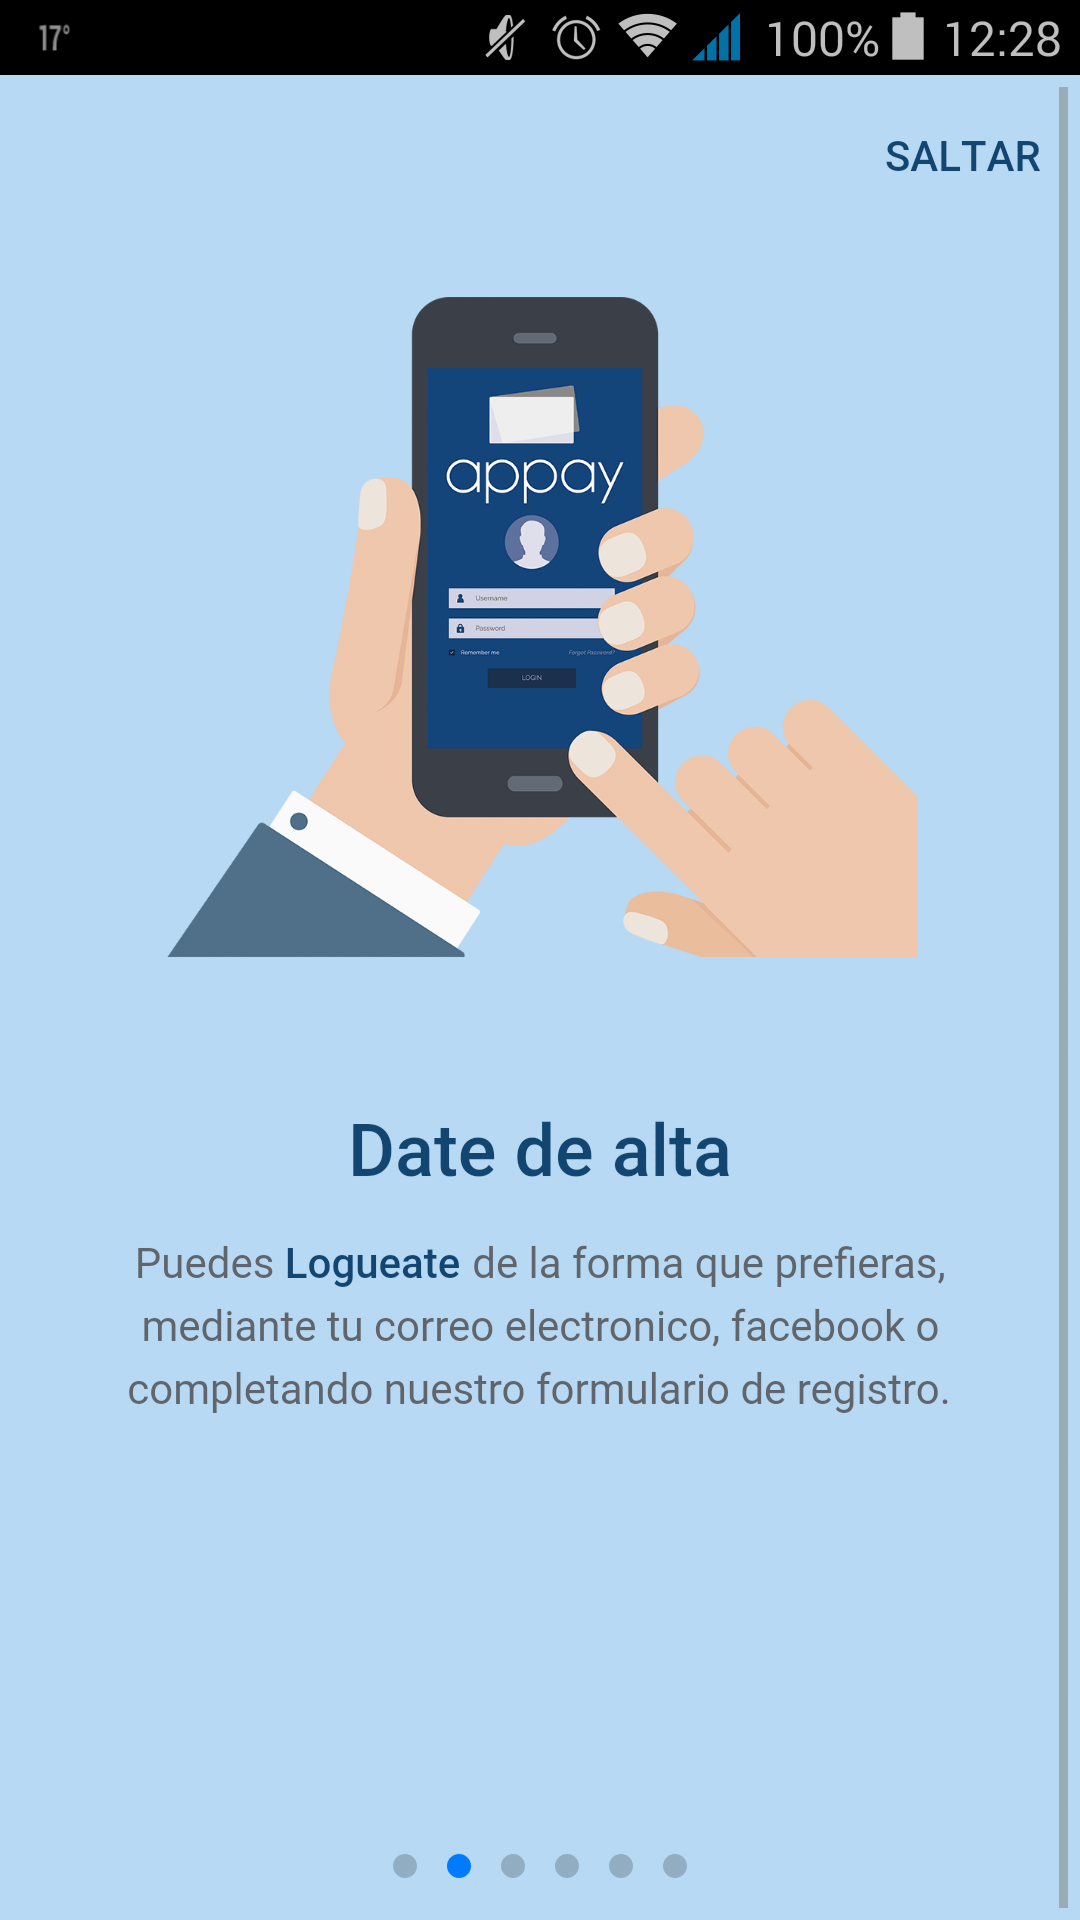 17°
100%
12:28
SALTAR
appay
Username
Password
Remember me
Forgot Password?
LOGIN
Date de alta
Puedes Logueate de la forma que prefieras,
mediante tu correo electronico, facebook o
completando nuestro formulario de registro.